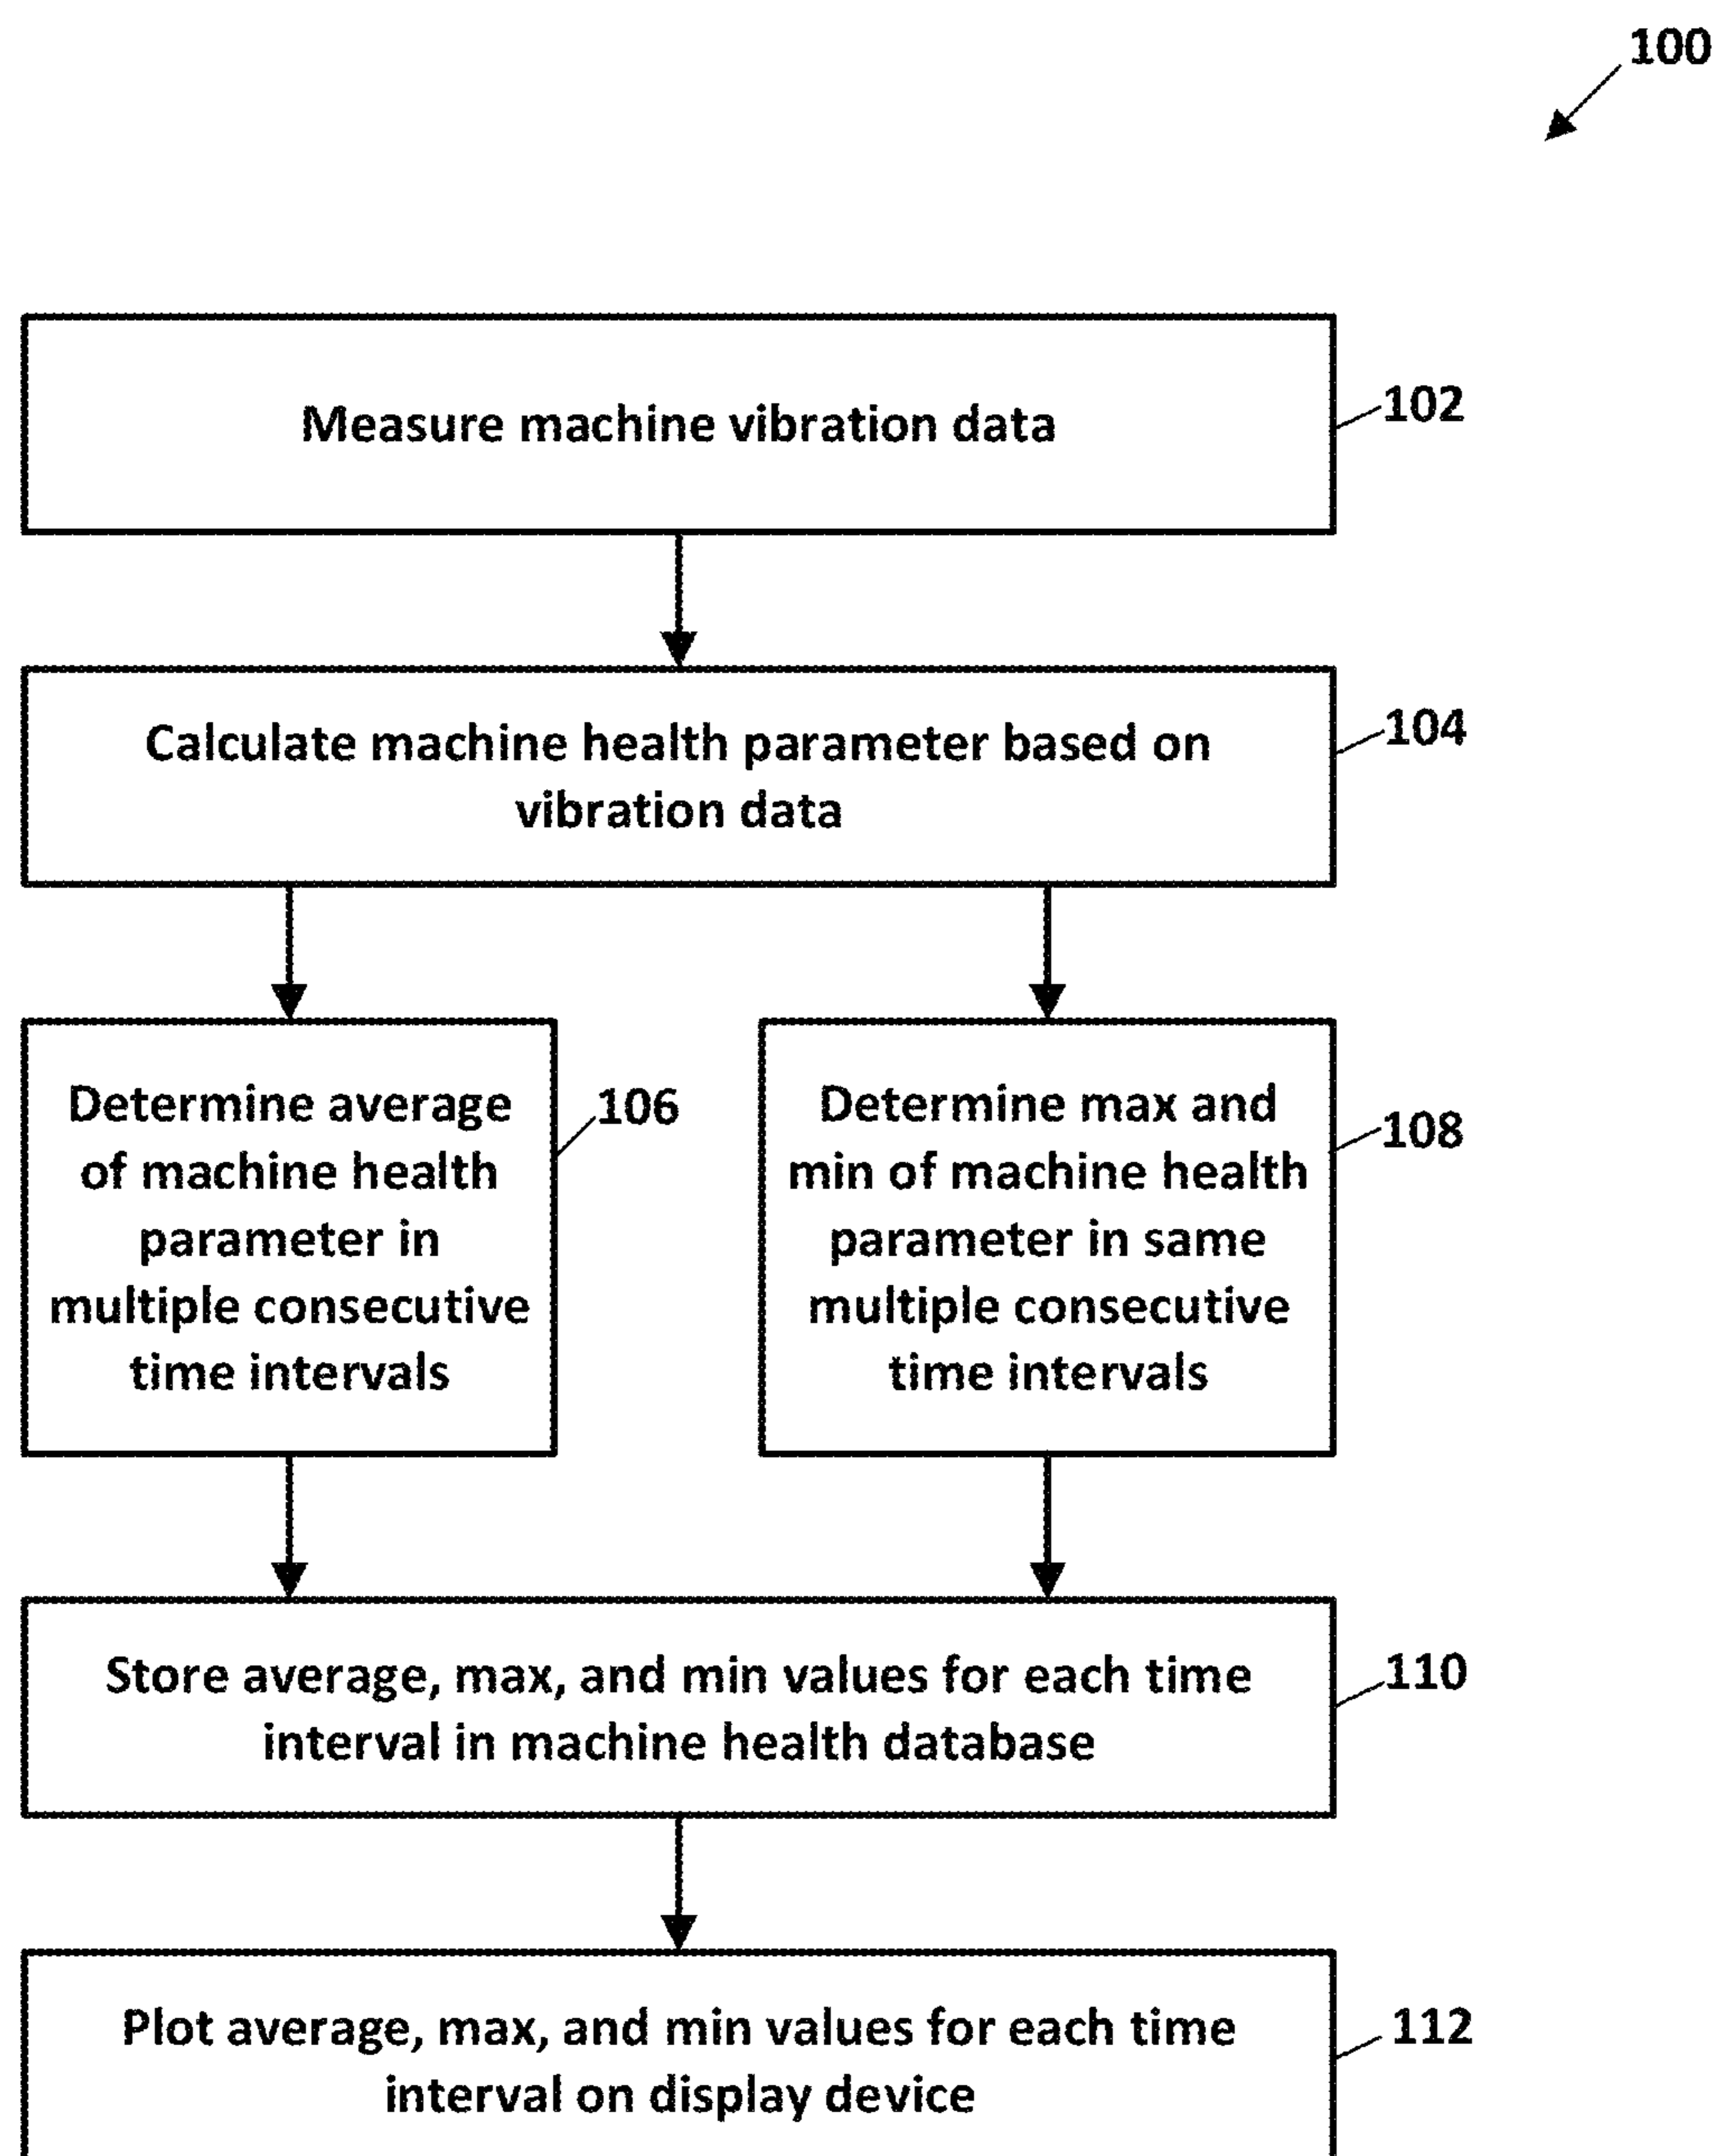 100
Measure machine vibration data
102
Calculate machine health parameter based on
vibration data
104
Determine average
of machine health
parameter in
multiple consecutive
time intervals
106
Determine max and
min of machine health
parameter in same
multiple consecutive
time intervals
108
Store average, max, and min values for each time
interval in machine health database
110
Plot average, max, and min values for each time
interval on display device
112